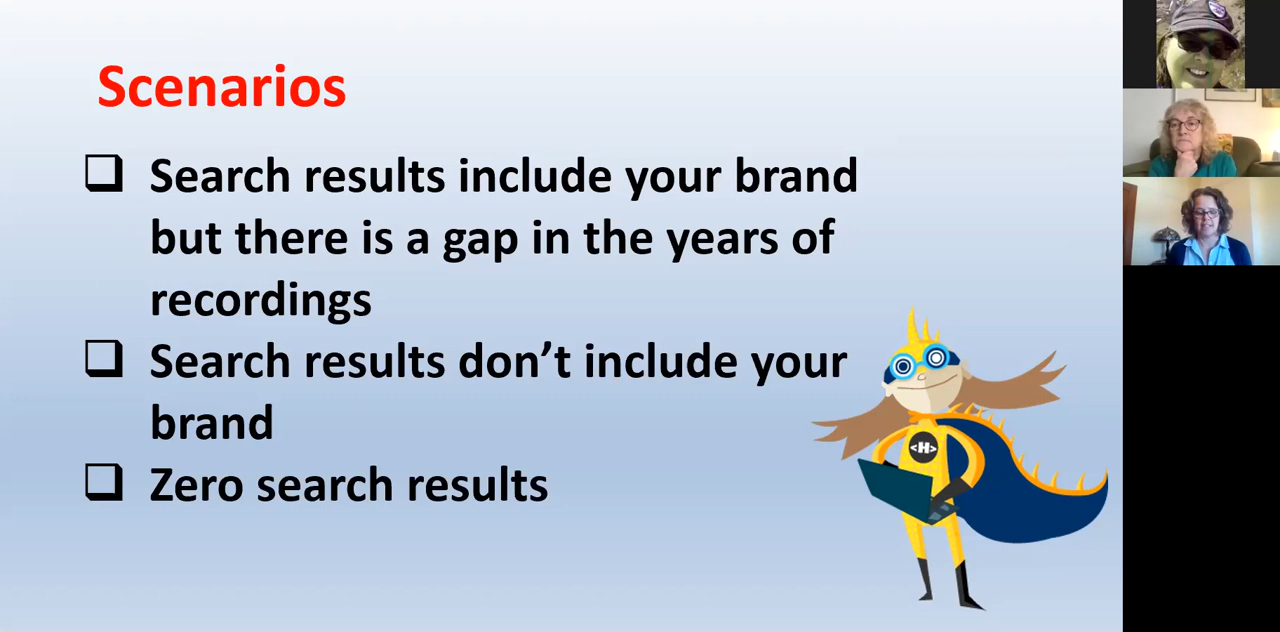 Scenarios
❑ Search results include your brand
but there is a gap in the years of
recordings
❑ Search results don’t include your
brand
❑ Zero search results
<H>